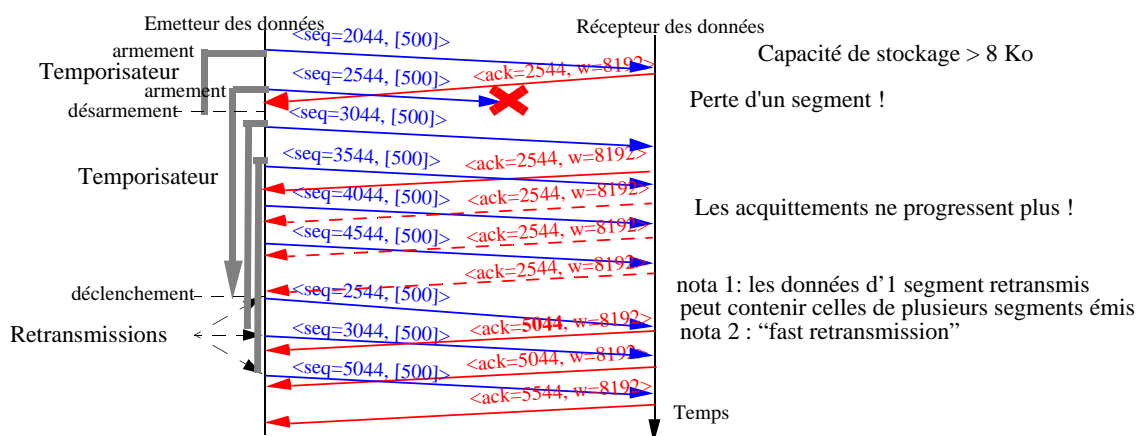 Emetteur des données
Récepteur des données
<seq=2044, [500]>
armement
Capacité de stockage > 8 Ko
Temporisateur
<ack=2544, w=8192>
<seq=2544, [500]>
armement
Perte d'un segment !
désarmement
<seq=3044, [500]>
<seq=3544, [500]>
<ack=2544, w=8192>
Temporisateur
<ack=2544, w=8192>
<seq=4044, [500]>
Les acquittements ne progressent plus !
<ack=2544, w=8192>
<seq=4544, [500]>
<ack=2544, w=8192>
nota 1: les données d’1 segment retransmis
déclenchement
<seq=2544, [500]>
peut contenir celles de plusieurs segments émis
<ack=5044, w=8192>
nota 2 : “fast retransmission”
Retransmissions
<seq=3044, [500]>
<ack=5044, w=8192>
<seq=5044, [500]>
<ack=5544, w=8192>
Temps